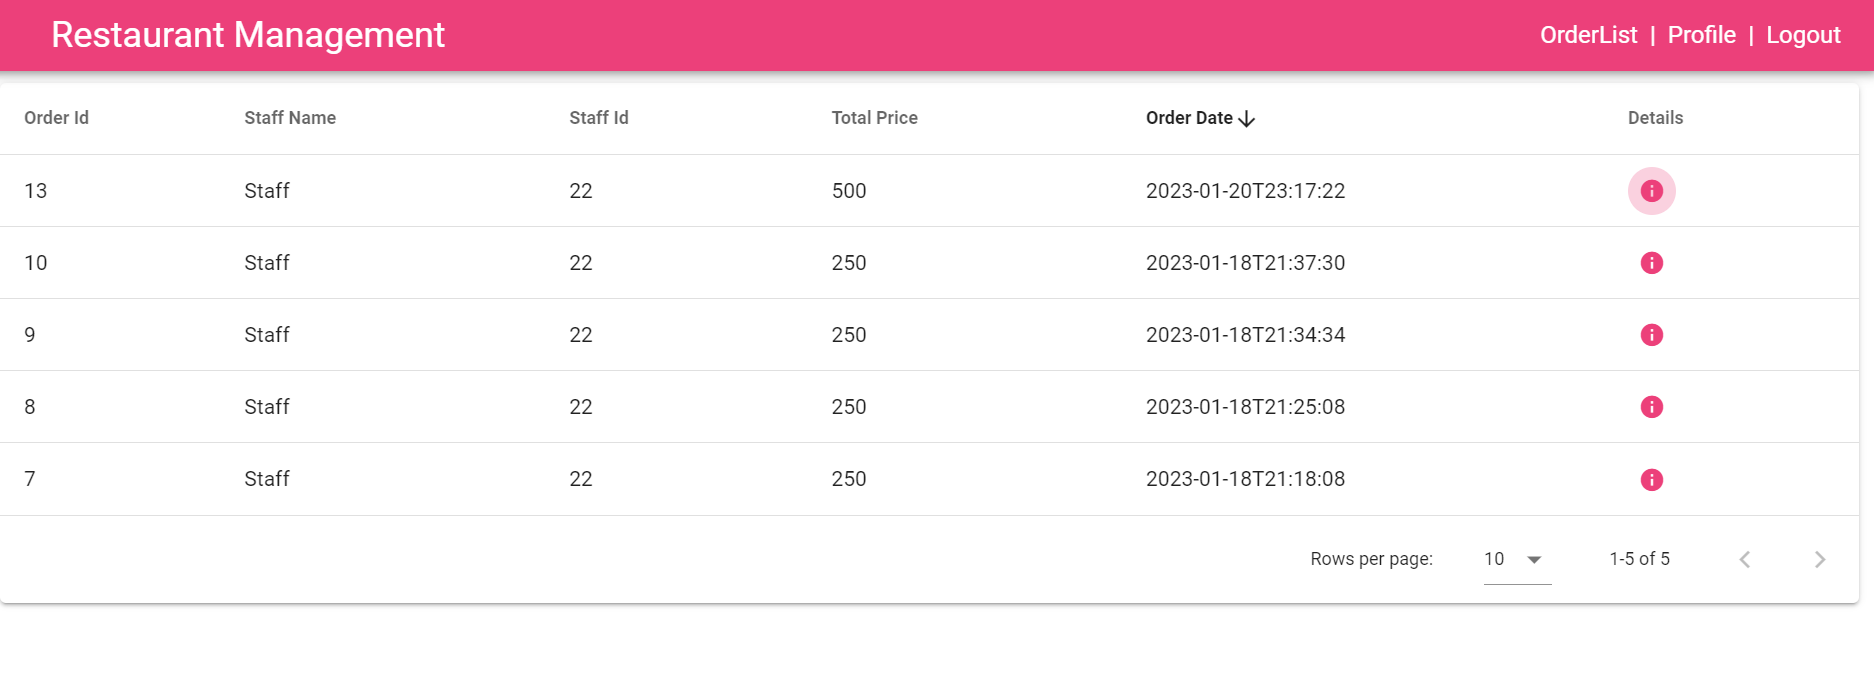 Restaurant Management OrderList | Profile | Logout
Order Id Staff Name Staff Id Total Price Order Date Details
13 Staff 22 500 2023-01-20T23:17:22
10 Staff 22 250 2023-01-18T21:37:30
9 Staff 22 250 2023-01-18T21:34:34
8 Staff 22 250 2023-01-18T21:25:08
7 Staff 22 250 2023-01-18T21:18:08
Rows per page: 10 1-5 of 5